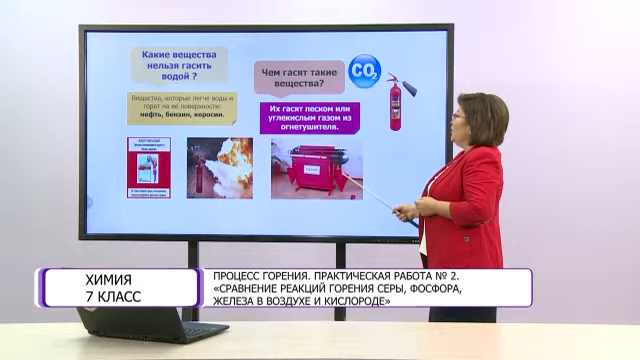 Какие вещества
нельзя гасить
водой ?
Чем гасят такие
вещества?
CO2
Вещества, которые легче воды и
горят на её поверхности:
нефть, бензин, керосин.
Их гасят песком или
углекислым газом из
огнетушителя.
ХИМИЯ
7 КЛАСС
ПРОЦЕСС ГОРЕНИЯ. ПРАКТИЧЕСКАЯ РАБОТА № 2.
«СРАВНЕНИЕ РЕАКЦИЙ ГОРЕНИЯ СЕРЫ, ФОСФОРА,
ЖЕЛЕЗА В ВОЗДУХЕ И КИСЛОРОДЕ»